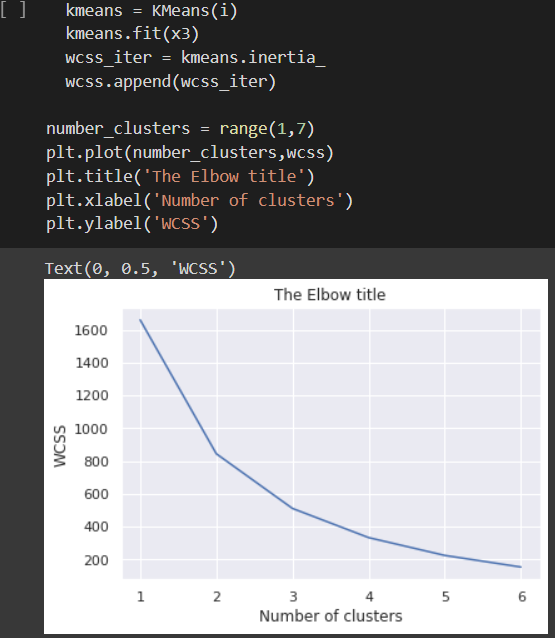 [ ] kmeans = KMeans(i)
kmeans.fit(x3)
wcss_iter = kmeans.inertia_
wcss.append(wcss_iter)
number_clusters = range(1,7)
plt.plot(number_clusters,wcss)
plt.title('The Elbow title')
plt.xlabel('Number of clusters')
plt.ylabel('WCSS')
Text(0, 0.5, 'WCSS')
The Elbow title
1600
1400
1200
1000
800
600
400
200
WCSS
1 2 3 4 5 6
Number of clusters